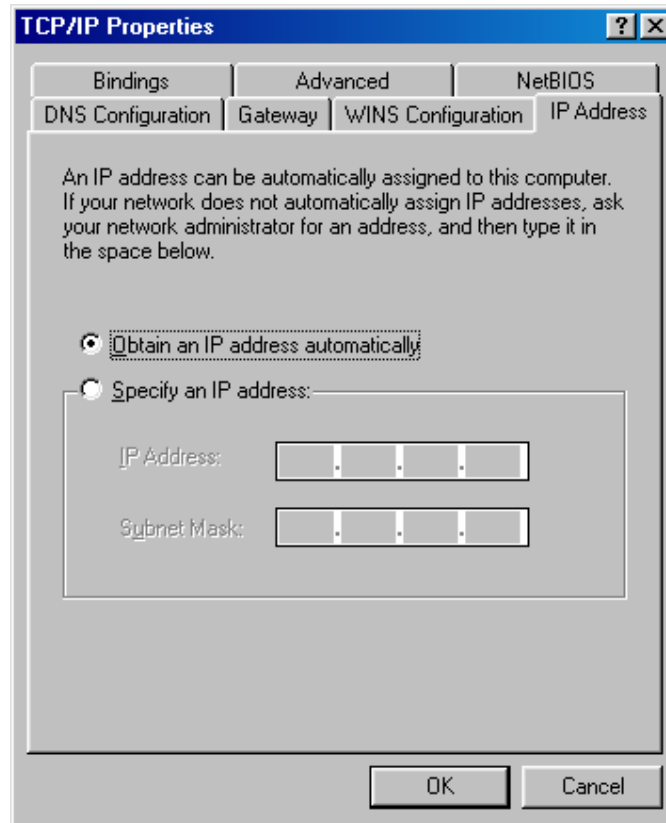 TCP/IP Properties
Bindings Advanced NetBIOS
DNS Configuration Gateway WINS Configuration IP Address
An IP address can be automatically assigned to this computer.
If your network does not automatically assign IP addresses, ask
your network administrator for an address, and then type it in
the space below.
Obtain an IP address automatically
Specify an IP address:
IP Address: . . .
Subnet Mask: . . .
OK Cancel